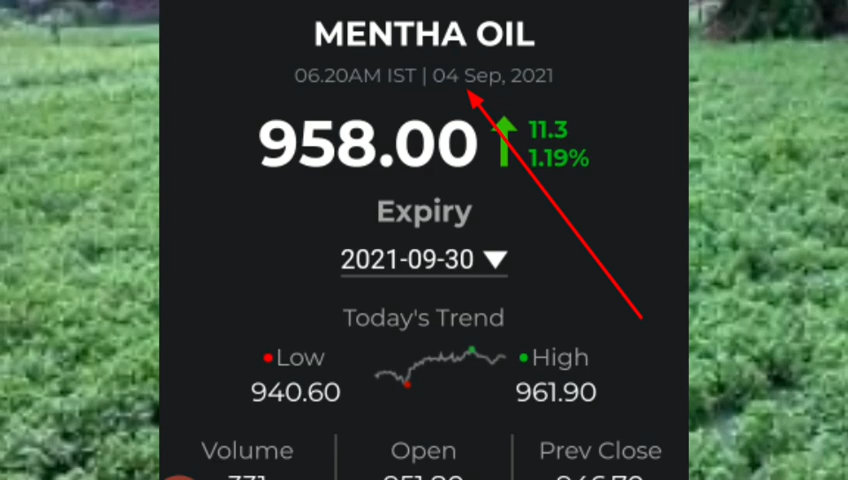 MENTHA OIL
06.20AM IST | 04 Sep, 2021
958.00 11.3
1.19%
Expiry
2021-09-30
Today's Trend
Low High
940.60 961.90
Volume Open Prev Close